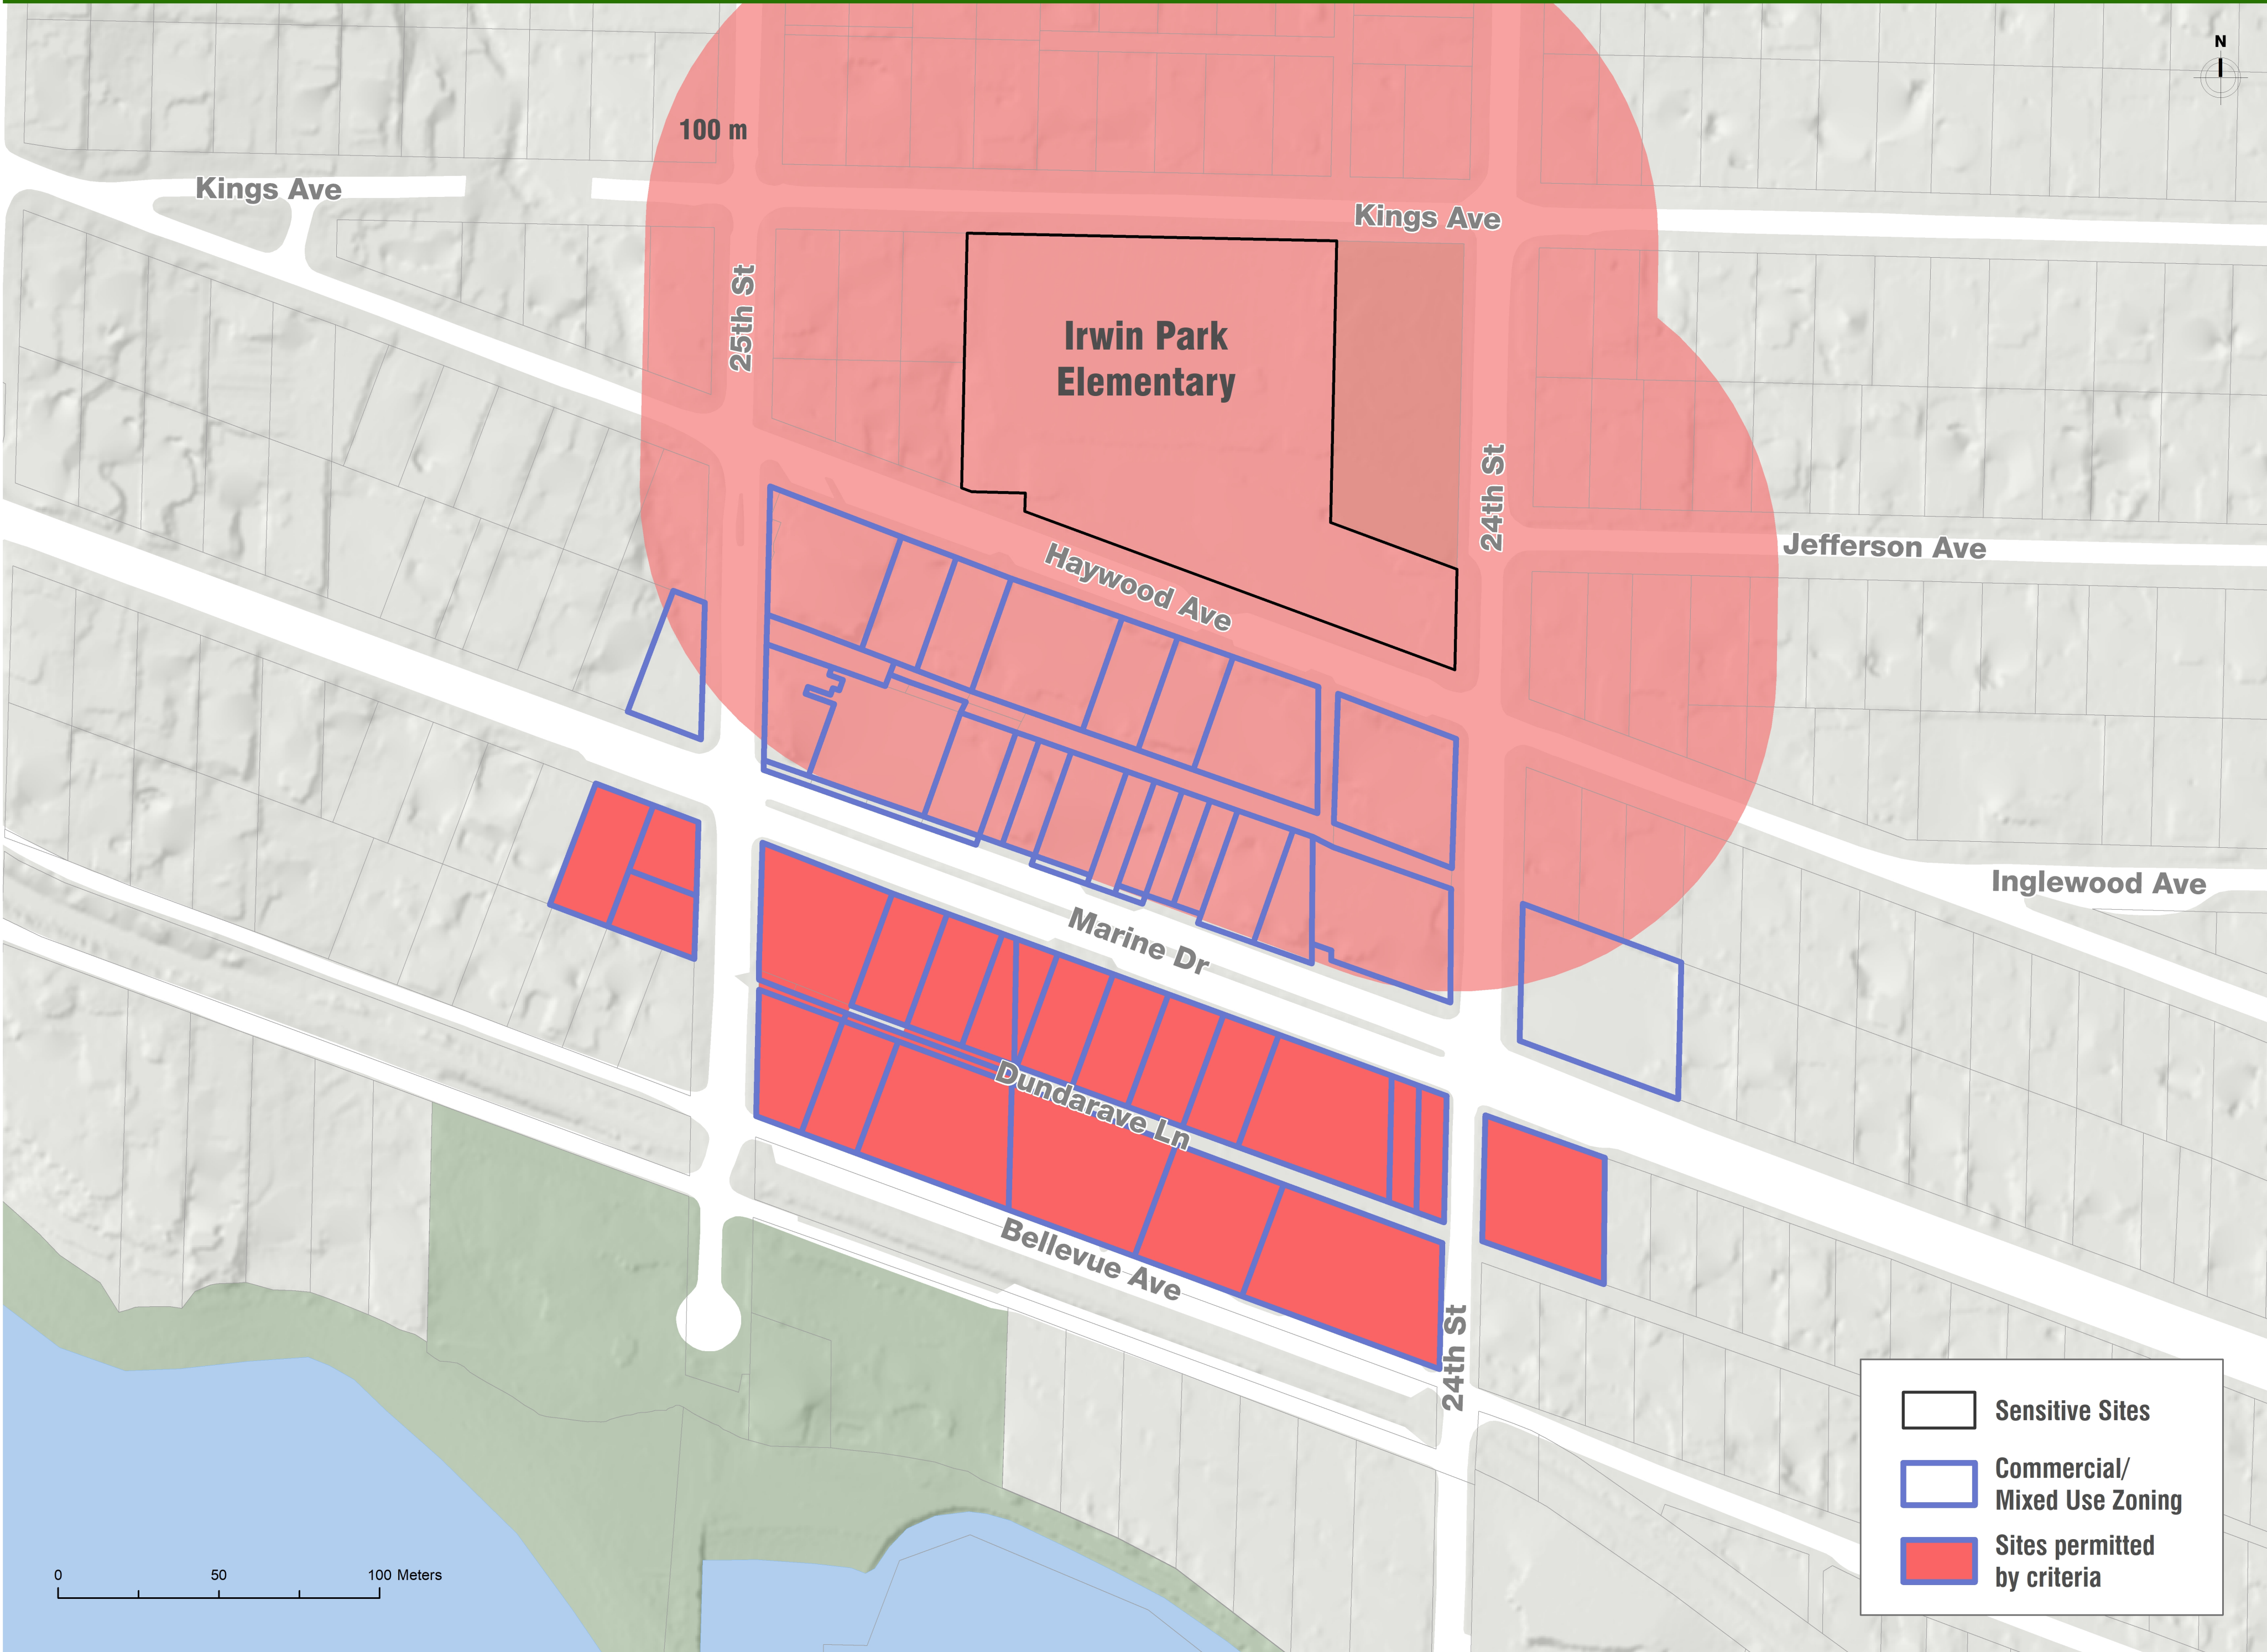 N
100 m
Kings Ave
Kings Ave
25th St
Irwin Park
Elementary
24th St
Jefferson Ave
Haywood Ave
Inglewood Ave
Marine Dr
Dundarave Ln
Bellevue Ave
24th St
Sensitive Sites
Commercial/
Mixed Use Zoning
Sites permitted
by criteria
0 50 100 Meters